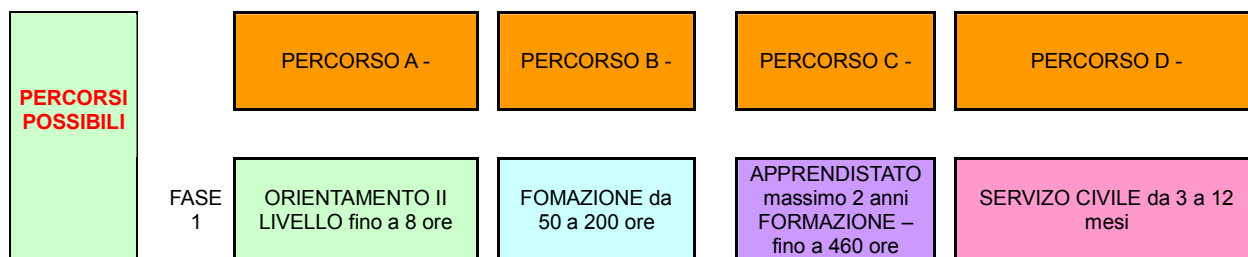 PERCORSI
POSSIBILI
PERCORSO A -
PERCORSO B -
PERCORSO C -
PERCORSO D -
FASE
1
ORIENTAMENTO II
LIVELLO fino a 8 ore
FOMAZIONE da
50 a 200 ore
APPRENDISTATO
massimo 2 anni
FORMAZIONE –
fino a 460 ore
SERVIZO CIVILE da 3 a 12
mesi